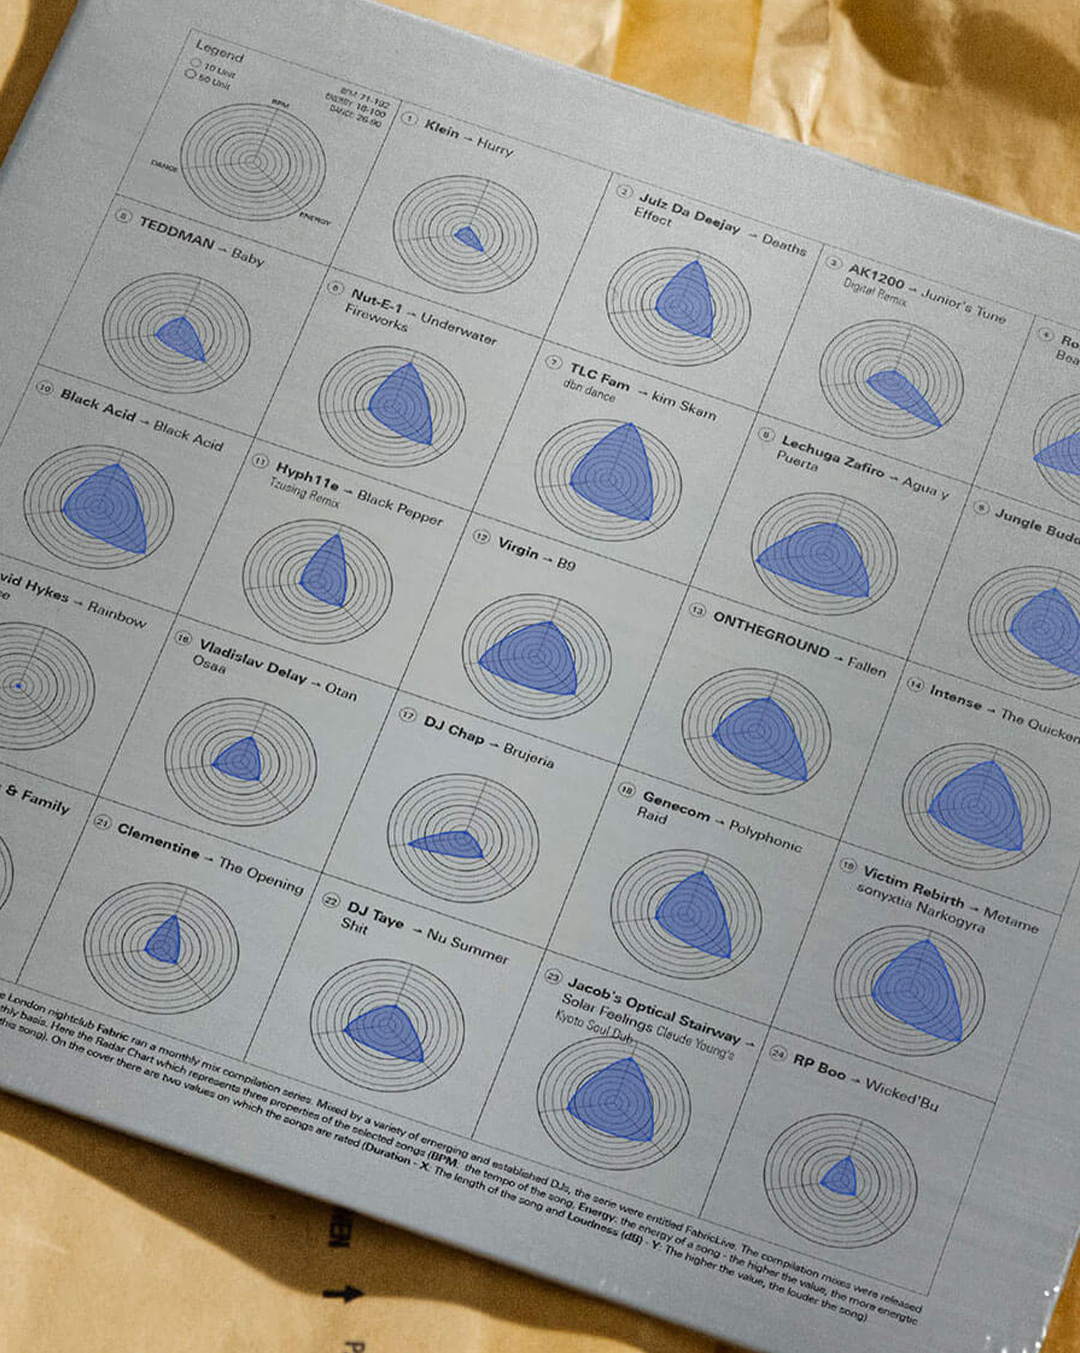 Legend
10 Unit
50 Unit
BPM: 71-192
ENERGY: 18-100
DANCE: 26-90
BPM
DANCE
ENERGY
1 Klein → Hurry
2 Julz Da Deejay → Deaths
Effect
3 AK1200 → Junior's Tune
Digital Remix
4 Ro
Bea
5 TEDDMAN → Baby
6 Nut-E-1 → Underwater
Fireworks
7 TLC Fam → kim Skam
dbn dance
8 Lechuga Zafiro → Agua y
Puerta
9 Jungle Budd
10 Black Acid → Black Acid
11 Hyph11e → Black Pepper
Tzusing Remix
12 Virgin → B9
13 ONTHEGROUND → Fallen
14 Intense → The Quicken
vid Hykes → Rainbow
ce
16 Vladislav Delay → Otan
Osaa
17 DJ Chap → Brujeria
18 Genecom → Polyphonic
Raid
19 Victim Rebirth → Metame
sonyxtia Narkogyra
& Family
21 Clementine → The Opening
22 DJ Taye → Nu Summer
Shit
23 Jacob's Optical Stairway →
Solar Feelings Claude Young's
Kyoto Soul Dub
24 RP Boo → Wicked'Bu
e London nightclub Fabric ran a monthly mix compilation series. Mixed by a variety of emerging and established DJs, the serie were entitled FabricLive. The compilation mixes were released
thly basis. Here the Radar Chart which represents three properties of the selected songs (BPM: the tempo of the song, Energy: the energy of a song - the higher the value, the more energtic
this song). On the cover there are two values on which the songs are rated (Duration - X: The length of the song and Loudness (dB) - Y: The higher the value, the louder the song)